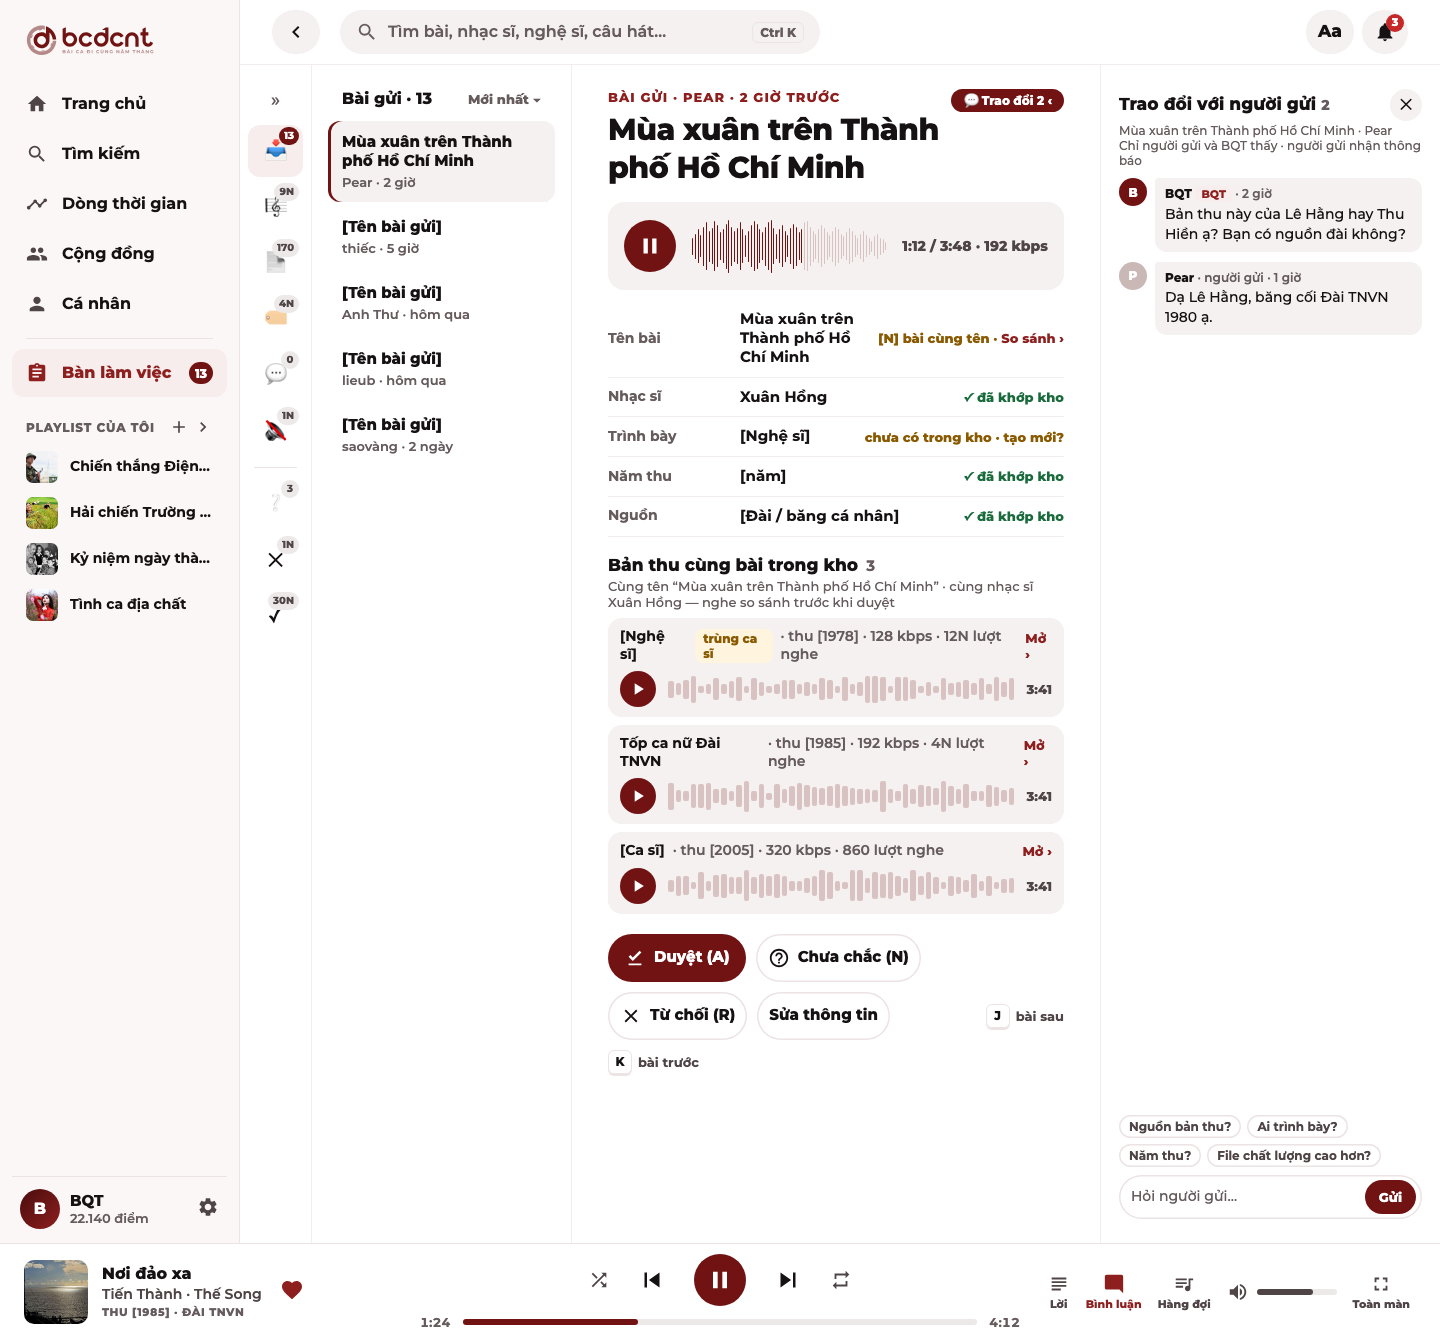 bcdcnt
BÀI CA ĐI CÙNG NĂM THÁNG
Trang chủ
Tìm kiếm
Dòng thời gian
Cộng đồng
Cá nhân
Bàn làm việc 13
PLAYLIST CỦA TÔI
Chiến thắng Điện...
Hải chiến Trường ...
Kỷ niệm ngày thà...
Tình ca địa chất
BQT
22.140 điểm
Tìm bài, nhạc sĩ, nghệ sĩ, câu hát... Ctrl K
Aa
3
»
13
9N
170
4N
0
1N
3
1N
30N
Bài gửi · 13 Mới nhất
Mùa xuân trên Thành
phố Hồ Chí Minh
Pear · 2 giờ
[Tên bài gửi]
thiếc · 5 giờ
[Tên bài gửi]
Anh Thư · hôm qua
[Tên bài gửi]
lieub · hôm qua
[Tên bài gửi]
saovàng · 2 ngày
BÀI GỬI · PEAR · 2 GIỜ TRƯỚC
💬 Trao đổi 2 ‹
Mùa xuân trên Thành
phố Hồ Chí Minh
1:12 / 3:48 · 192 kbps
Tên bài Mùa xuân trên Thành phố Hồ Chí Minh [N] bài cùng tên · So sánh ›
Nhạc sĩ Xuân Hồng ✓ đã khớp kho
Trình bày [Nghệ sĩ] chưa có trong kho · tạo mới?
Năm thu [năm] ✓ đã khớp kho
Nguồn [Đài / băng cá nhân] ✓ đã khớp kho
Bản thu cùng bài trong kho 3
Cùng tên “Mùa xuân trên Thành phố Hồ Chí Minh” · cùng nhạc sĩ
Xuân Hồng — nghe so sánh trước khi duyệt
[Nghệ sĩ] trùng ca sĩ · thu [1978] · 128 kbps · 12N lượt nghe Mở ›
3:41
Tốp ca nữ Đài TNVN · thu [1985] · 192 kbps · 4N lượt nghe Mở ›
3:41
[Ca sĩ] · thu [2005] · 320 kbps · 860 lượt nghe Mở ›
3:41
Duyệt (A)
Chưa chắc (N)
Từ chối (R)
Sửa thông tin
J bài sau
K bài trước
Trao đổi với người gửi 2
Mùa xuân trên Thành phố Hồ Chí Minh · Pear
Chỉ người gửi và BQT thấy · người gửi nhận thông
báo
B
BQT BQT · 2 giờ
Bản thu này của Lê Hằng hay Thu
Hiền ạ? Bạn có nguồn đài không?
P
Pear · người gửi · 1 giờ
Dạ Lê Hằng, băng cối Đài TNVN
1980 ạ.
Nguồn bản thu? Ai trình bày?
Năm thu? File chất lượng cao hơn?
Hỏi người gửi... Gửi
B
Nơi đảo xa
Tiến Thành · Thế Song
THU [1985] · ĐÀI TNVN
1:24 4:12
Lời
Bình luận
Hàng đợi
Toàn màn